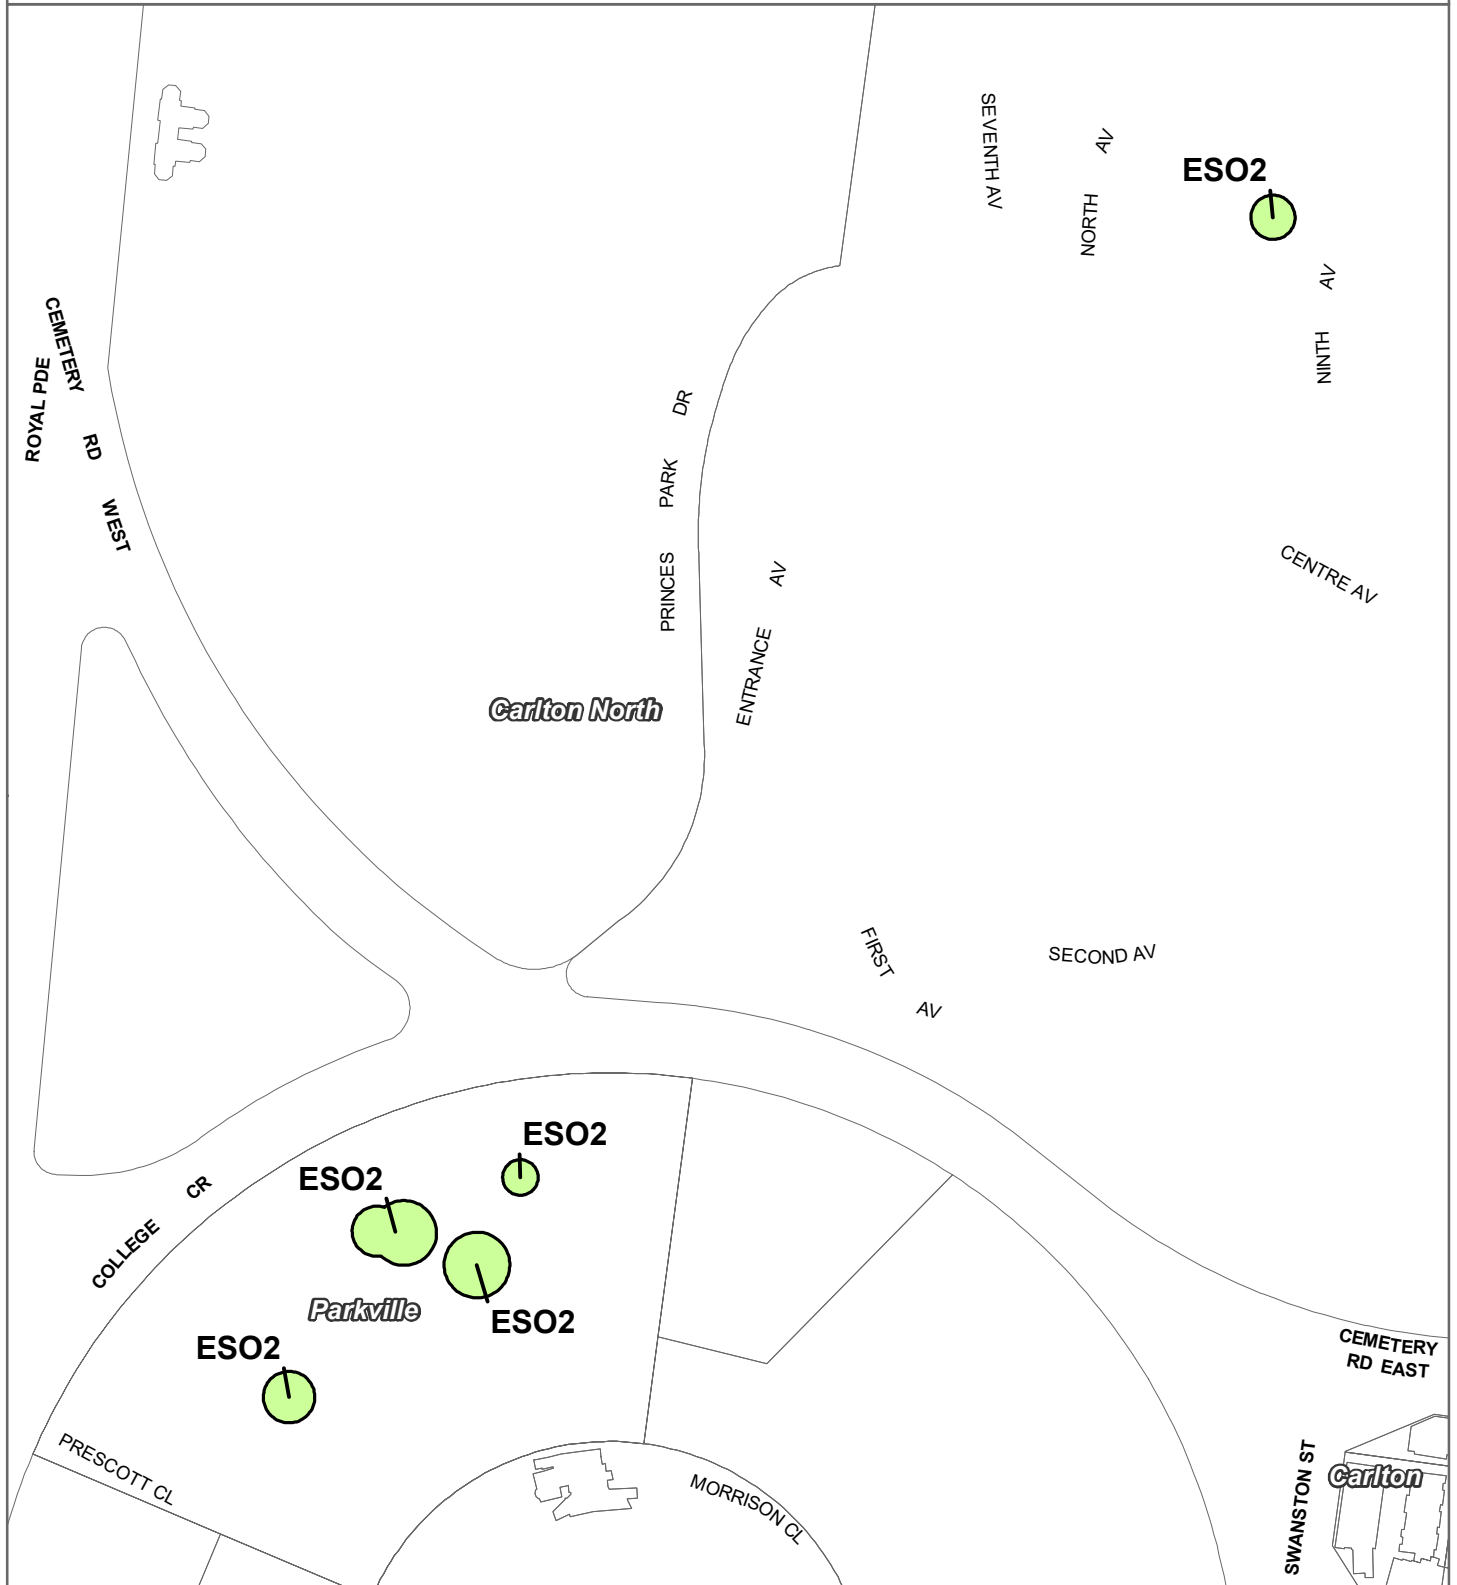 SEVENTH AV
NORTH AV
ESO2
NINTH AV
ROYAL PDE
CEMETERY RD WEST
PRINCES PARK DR
ENTRANCE AV
CENTRE AV
Carlton North
FIRST AV
SECOND AV
ESO2
ESO2
COLLEGE CR
Parkville
ESO2
ESO2
CEMETERY
RD EAST
PRESCOTT CL
MORRISON CL
SWANSTON ST
Carlton